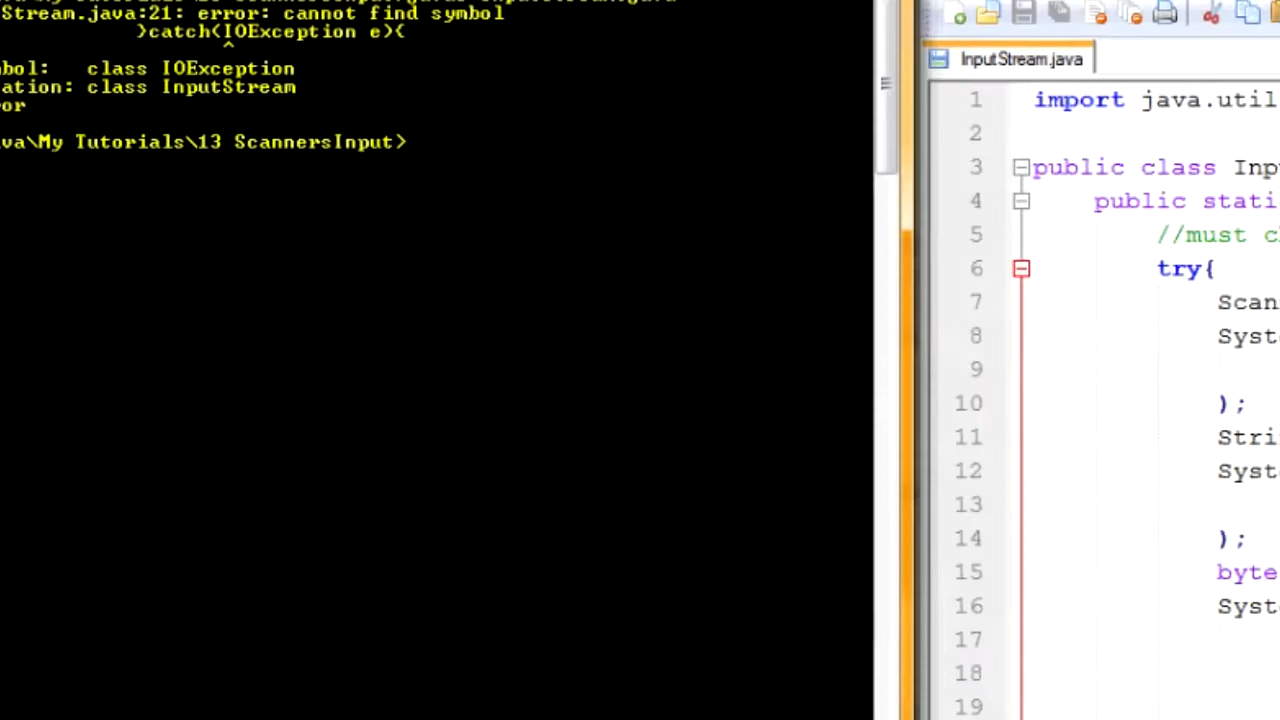 Stream.java:21: error: cannot find symbol
}catch(IOException e){
^
bol: class IOException
ation: class InputStream
or
va\My Tutorials\13 ScannersInput>
InputStream.java
1 import java.util
2
3 public class Inp
4 public stati
5 //must c
6 try{
7 Scan
8 Syst
9
10 );
11 Stri
12 Syst
13
14 );
15 byte
16 Syst
17
18
19